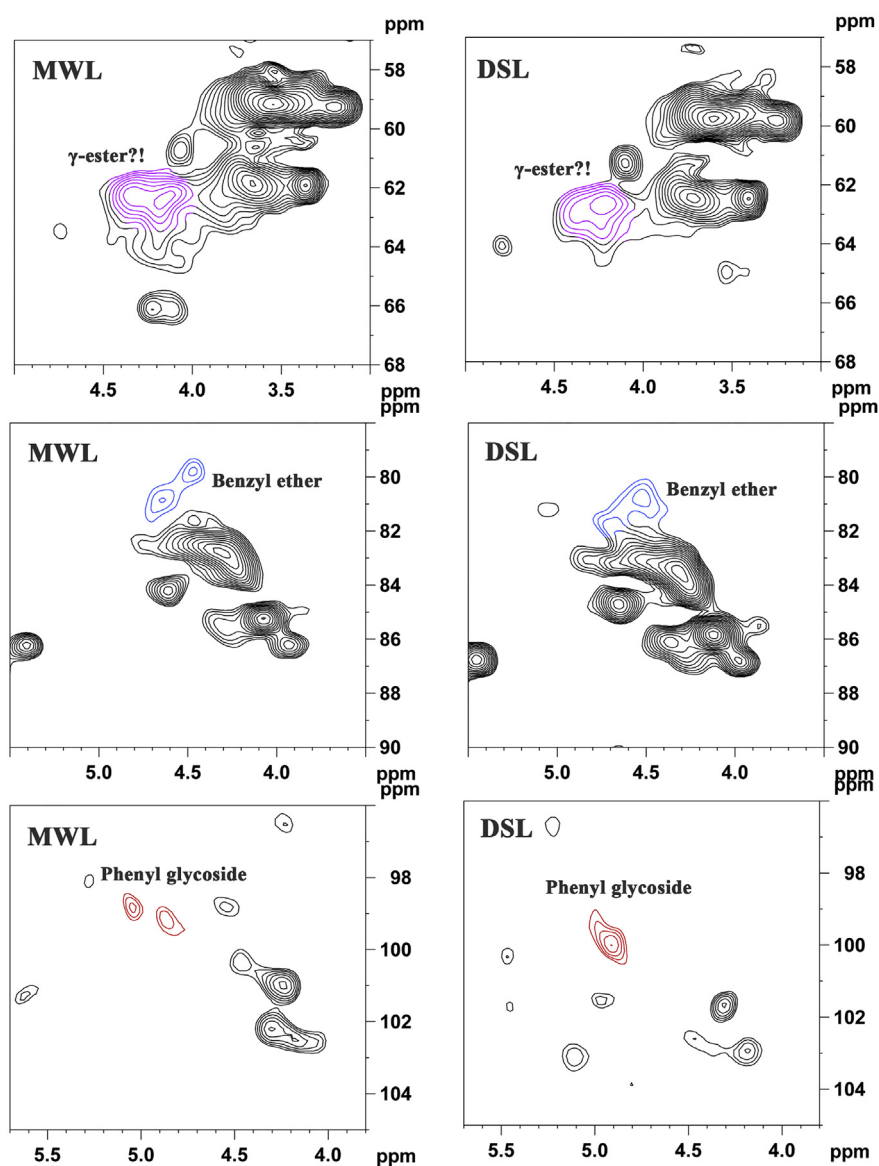 ppm
ppm
MWL
58
γ-ester?!
60
62
64
66
68
4.5
4.0
3.5
ppm
DSL
58
γ-ester?!
60
62
64
66
68
4.5
4.0
3.5
ppm
ppm
ppm
MWL
80
Benzyl ether
82
84
86
88
90
5.0
4.5
4.0
ppm
DSL
80
Benzyl ether
82
84
86
88
90
5.0
4.5
4.0
ppm
ppm
ppm
MWL
98
Phenyl glycoside
100
102
104
5.5
5.0
4.5
4.0
ppm
DSL
98
Phenyl glycoside
100
102
104
5.5
5.0
4.5
4.0
ppm